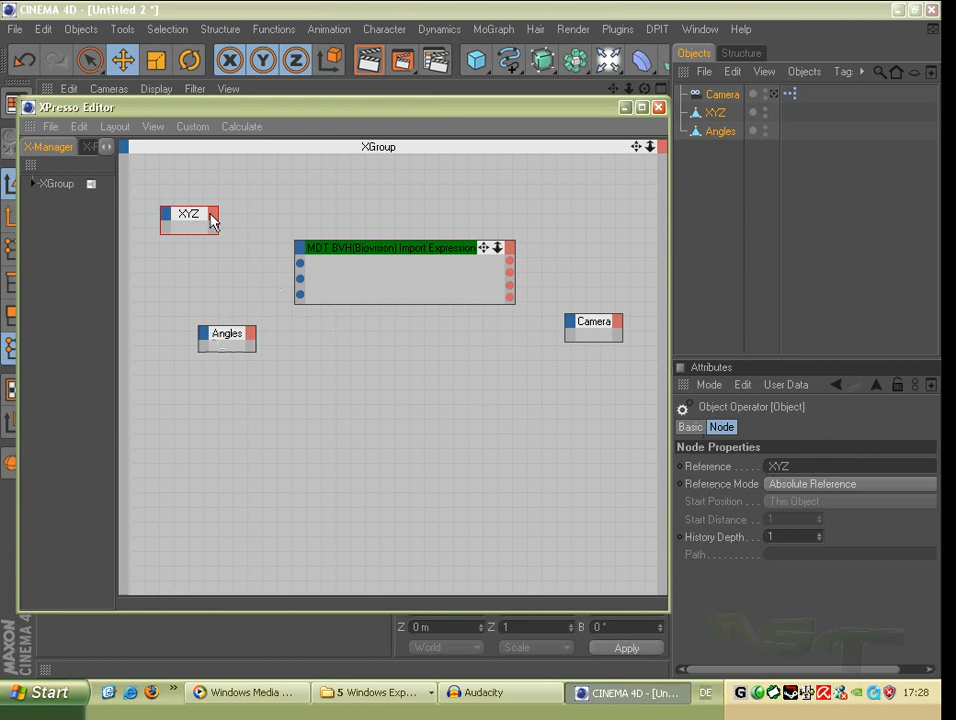 CINEMA 4D - [Untitled 2 *]
File Edit Objects Tools Selection Structure Functions Animation Character Dynamics MoGraph Hair Render Plugins DPIT Window Help
X Y Z
Objects Structure
File Edit View Objects Tag
Edit Cameras Display Filter View
Camera
XYZ
Angles
XPresso Editor
File Edit Layout View Custom Calculate
X-Manager X-F
XGroup
XGroup
XYZ
MDT BVH(Biovision) Import Expression
Camera
Angles
Attributes
Mode Edit User Data
Object Operator [Object]
Basic Node
Node Properties
Reference XYZ
Reference Mode Absolute Reference
Start Position This Object
Start Distance 1
History Depth 1
Path
Z 0 m Z 1 B 0 °
World Scale Apply
MAXON
CINEMA 4D
Start » Windows Media ... 5 Windows Exp... Audacity CINEMA 4D - [Un... DE 17:28